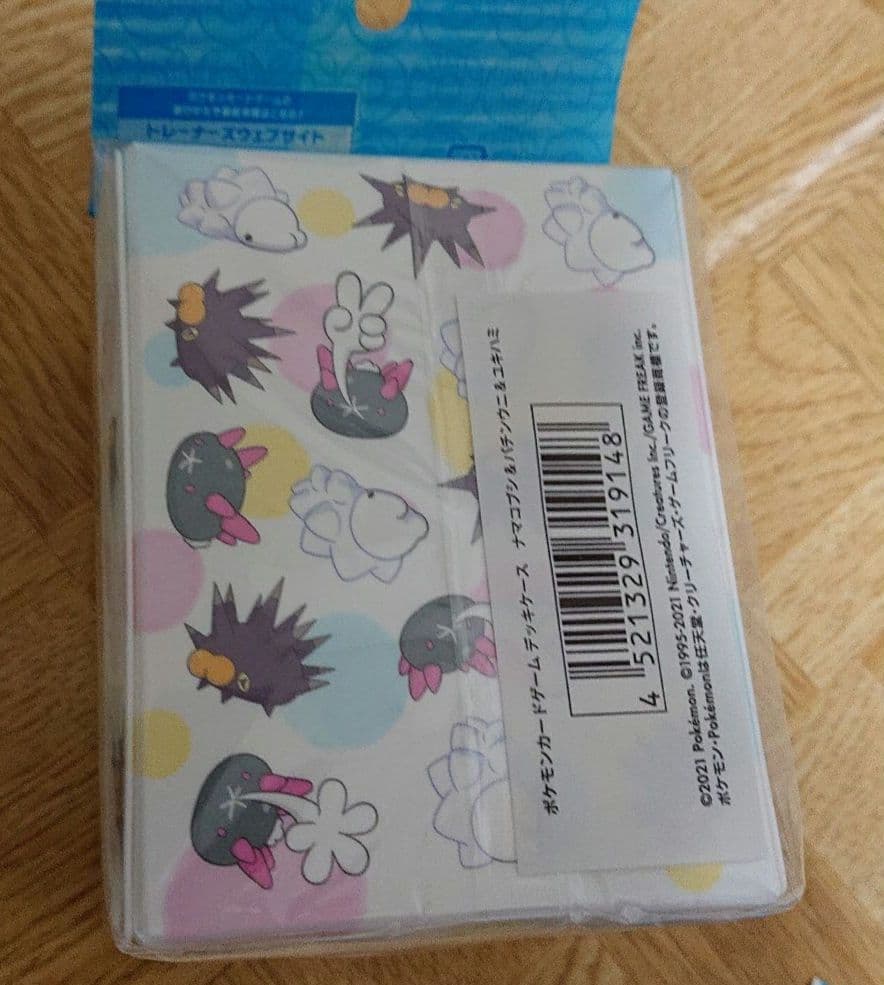 トレーナーズウェブサイト
ポケモンカードゲーム デッキケース　ナマコブシ＆バチンウニ＆ユキハミ
4 521329 319148
©2021 Pokémon. ©1995-2021 Nintendo/Creatures Inc./GAME FREAK inc.
ポケモン・Pokémonは任天堂・クリーチャーズ・ゲームフリークの登録商標です。